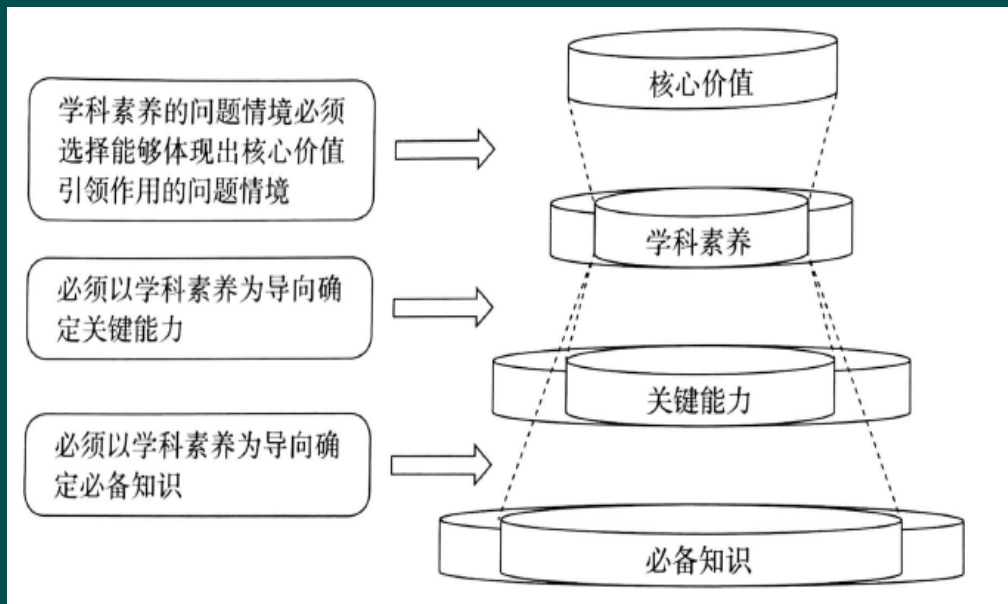 核心价值
学科素养的问题情境必须
选择能够体现出核心价值
引领作用的问题情境
学科素养
必须以学科素养为导向确
定关键能力
关键能力
必须以学科素养为导向确
定必备知识
必备知识